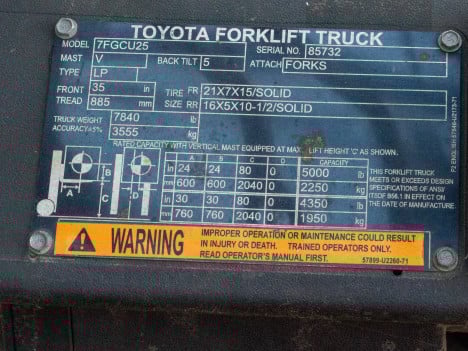 TOYOTA FORKLIFT TRUCK
MODEL 7FGCU25 SERIAL NO. 85732
MAST V BACK TILT 5 ATTACH FORKS
TYPE LP
FRONT TREAD 35 in TIRE SIZE FR 21X7X15/SOLID
885 mm RR 16X5X10-1/2/SOLID
TRUCK WEIGHT ACCURACY±5% 7840 lb
3555 kg
RATED CAPACITY WITH VERTICAL MAST EQUIPPED AT MAX LIFT HEIGHT 'C' AS SHOWN.
A B C D CAPACITY
in 24 24 80 0 5000 lb
mm 600 600 2040 0 2250 kg
in 30 30 80 0 4350 lb
mm 760 760 2040 0 1950 kg
A B C D
THIS FORKLIFT TRUCK
MEETS OR EXCEEDS DESIGN
SPECIFICATIONS OF ANSI/
ITSDF B56.1 IN EFFECT ON
THE DATE OF MANUFACTURE.
WARNING
IMPROPER OPERATION OR MAINTENANCE COULD RESULT
IN INJURY OR DEATH. TRAINED OPERATORS ONLY.
READ OPERATOR'S MANUAL FIRST. 57899-U2260-71